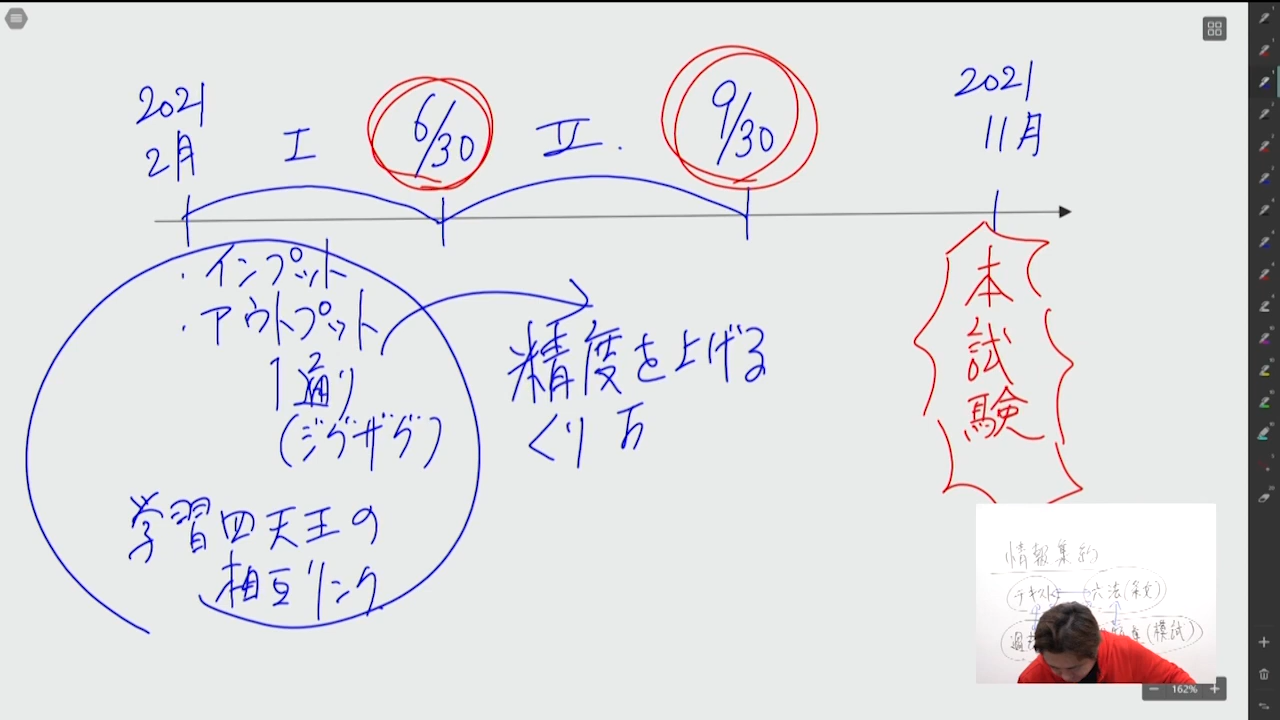 2021
2月
I
6/30
II.
9/30
2021
11月
・インプット
・アウトプット
1通り
(ジグザグ)
学習四天王の
相互リンク
精度を上げる
くり
本試験
情報集約
テキスト
六法(条文)
(模試)
162%